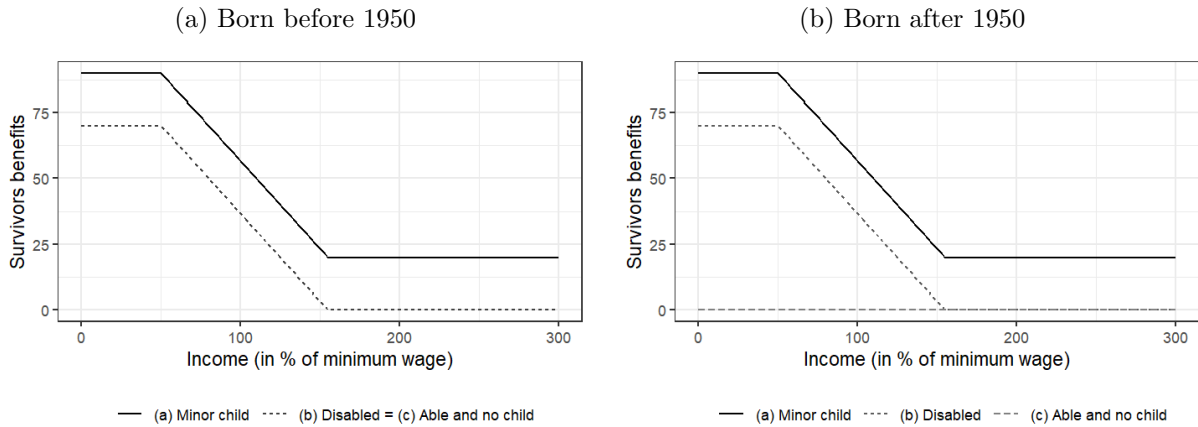 (a) Born before 1950
Survivors benefits
75
50
25
0
0
100
200
300
Income (in % of minimum wage)
(a) Minor child
(b) Disabled = (c) Able and no child
(b) Born after 1950
Survivors benefits
75
50
25
0
0
100
200
300
Income (in % of minimum wage)
(a) Minor child
(b) Disabled
(c) Able and no child